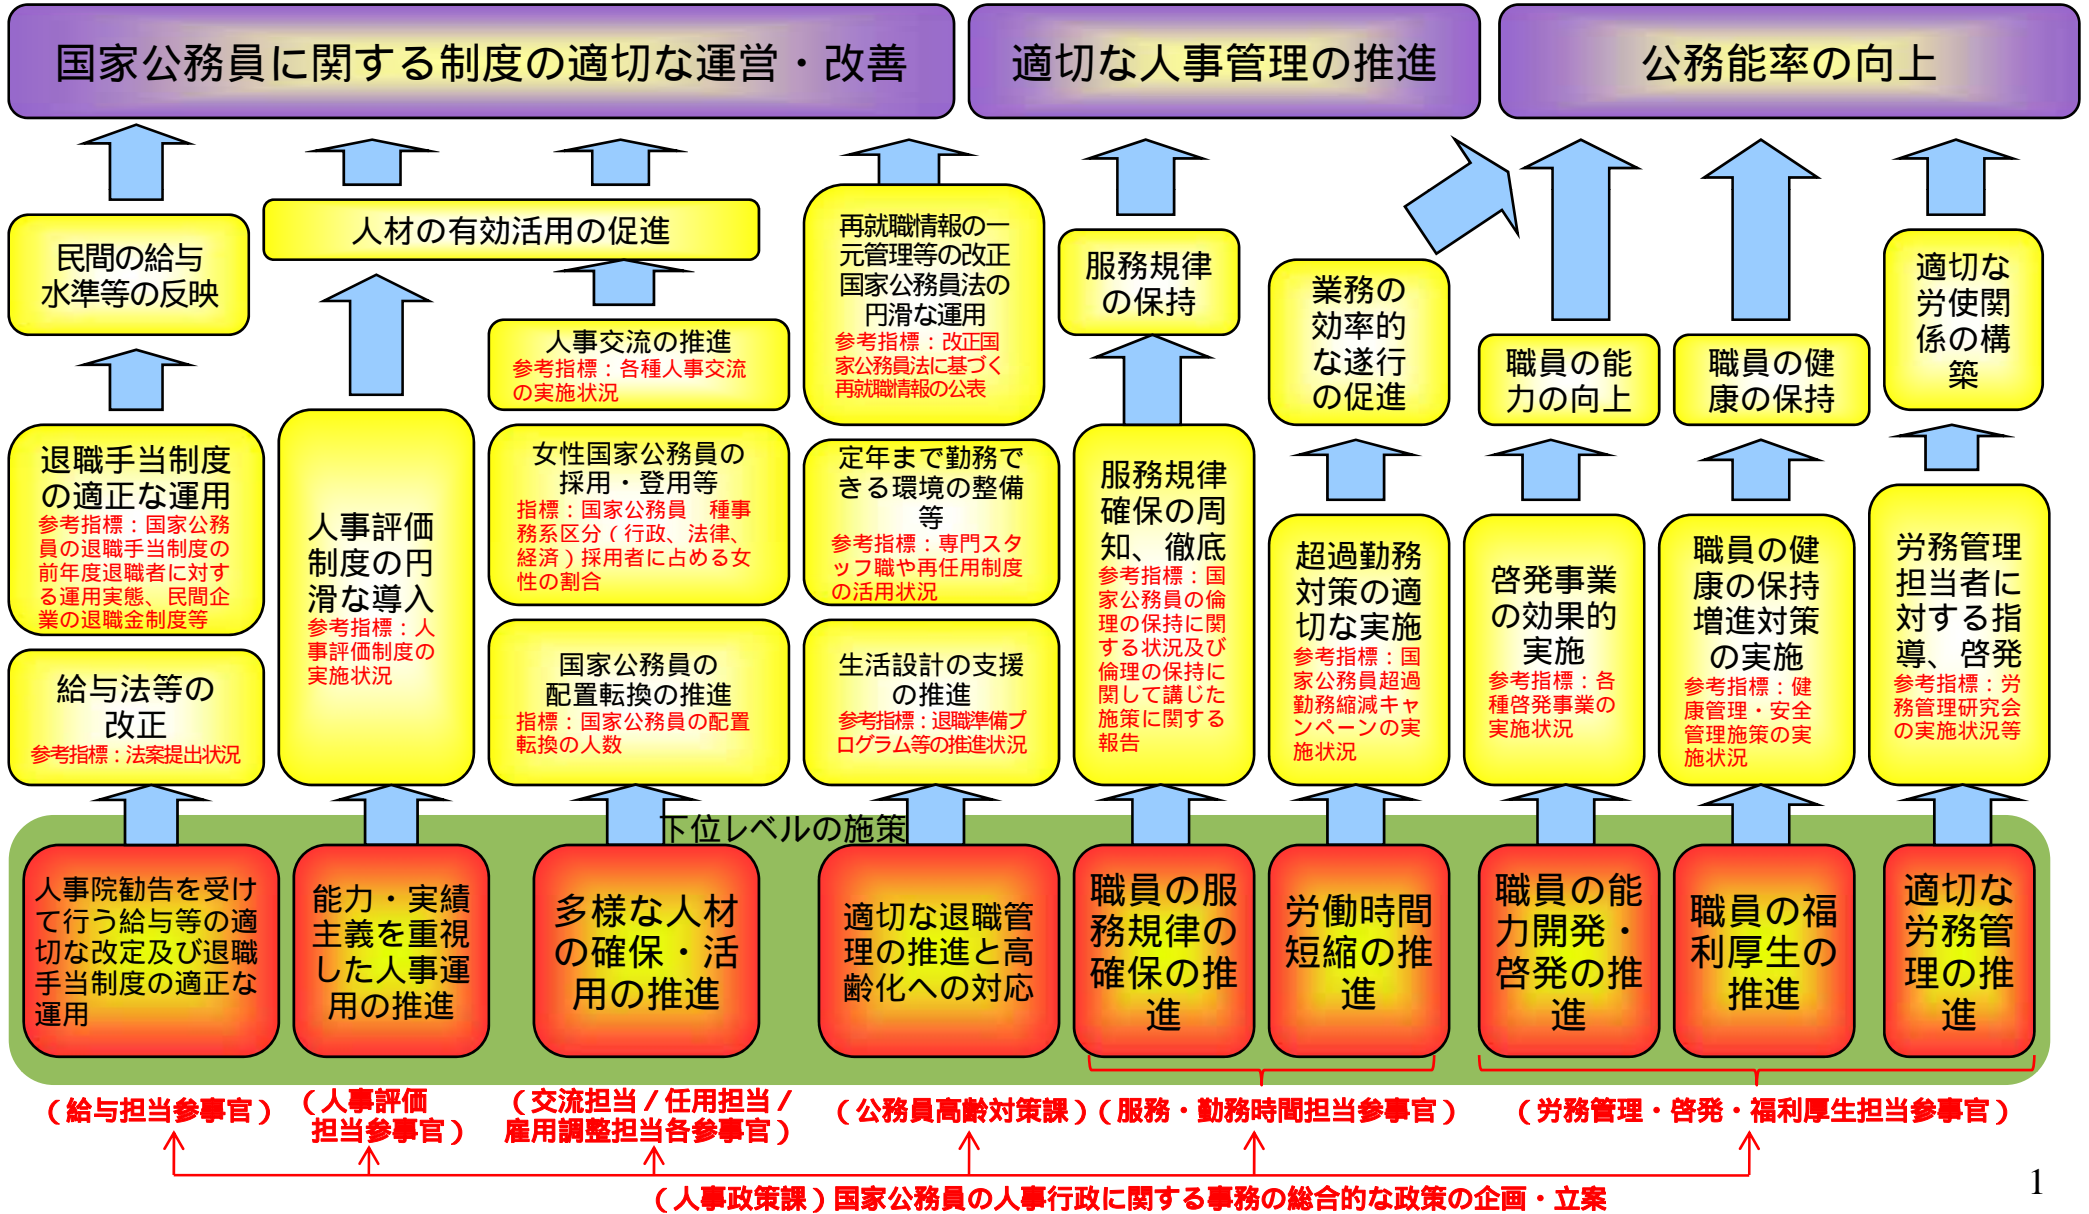 国家公務員に関する制度の適切な運営・改善
適切な人事管理の推進
公務能率の向上
民間の給与
水準等の反映
人材の有効活用の促進
再就職情報の一
元管理等の改正
国家公務員法の
円滑な運用
参考指標：改正国
家公務員法に基づく
再就職情報の公表
服務規律
の保持
業務の
効率的
な遂行
の促進
職員の能
力の向上
職員の健
康の保持
適切な
労使関
係の構
築
人事交流の推進
参考指標：各種人事交流
の実施状況
退職手当制度
の適正な運用
参考指標：国家公務
員の退職手当制度の
前年度退職者に対す
る運用実態、民間企
業の退職金制度等
給与法等の
改正
参考指標：法案提出状況
人事評価
制度の円
滑な導入
参考指標：人
事評価制度の
実施状況
女性国家公務員の
採用・登用等
指標：国家公務員　種事
務系区分（行政、法律、
経済）採用者に占める女
性の割合
国家公務員の
配置転換の推進
指標：国家公務員の配置
転換の人数
定年まで勤務で
きる環境の整備
等
参考指標：専門スタ
ッフ職や再任用制度
の活用状況
生活設計の支援
の推進
参考指標：退職準備プ
ログラム等の推進状況
服務規律
確保の周
知、徹底
参考指標：国
家公務員の倫
理の保持に関
する状況及び
倫理の保持に
関して講じた
施策に関する
報告
超過勤務
対策の適
切な実施
参考指標：国
家公務員超過
勤務縮減キャ
ンペーンの実
施状況
啓発事業
の効果的
実施
参考指標：各
種啓発事業の
実施状況
職員の健
康の保持
増進対策
の実施
参考指標：健
康管理・安全
管理施策の実
施状況
労務管理
担当者に
対する指
導、啓発
参考指標：労
務管理研究会
の実施状況等
下位レベルの施策
人事院勧告を受け
て行う給与等の適
切な改定及び退職
手当制度の適正な
運用
能力・実績
主義を重視
した人事運
用の推進
多様な人材
の確保・活
用の推進
適切な退職管
理の推進と高
齢化への対応
職員の服
務規律の
確保の推
進
労働時間
短縮の推
進
職員の能
力開発・
啓発の推
進
職員の福
利厚生の
推進
適切な
労務管
理の推
進
（給与担当参事官）
（人事評価
担当参事官）
（交流担当／任用担当／
雇用調整担当各参事官）
（公務員高齢対策課）
（服務・勤務時間担当参事官）
（労務管理・啓発・福利厚生担当参事官）
（人事政策課）国家公務員の人事行政に関する事務の総合的な政策の企画・立案
1